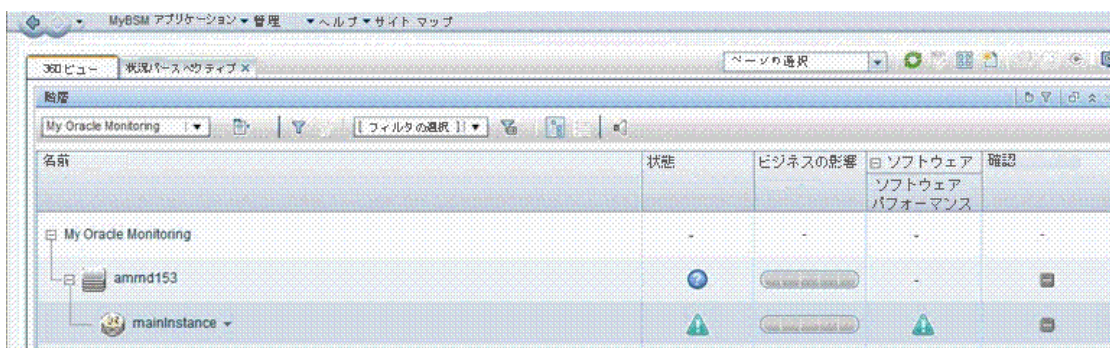 MyBSM アプリケーション 管理 ヘルプ サイト マップ
360 ビュー 状況パースペクティブ × ページの選択
階層
My Oracle Monitoring [ フィルタの選択 ]
名前 状態 ビジネスの影響 ソフトウェア 確認
ソフトウェア
パフォーマンス
My Oracle Monitoring - - - -
ammd153 -
mainInstance